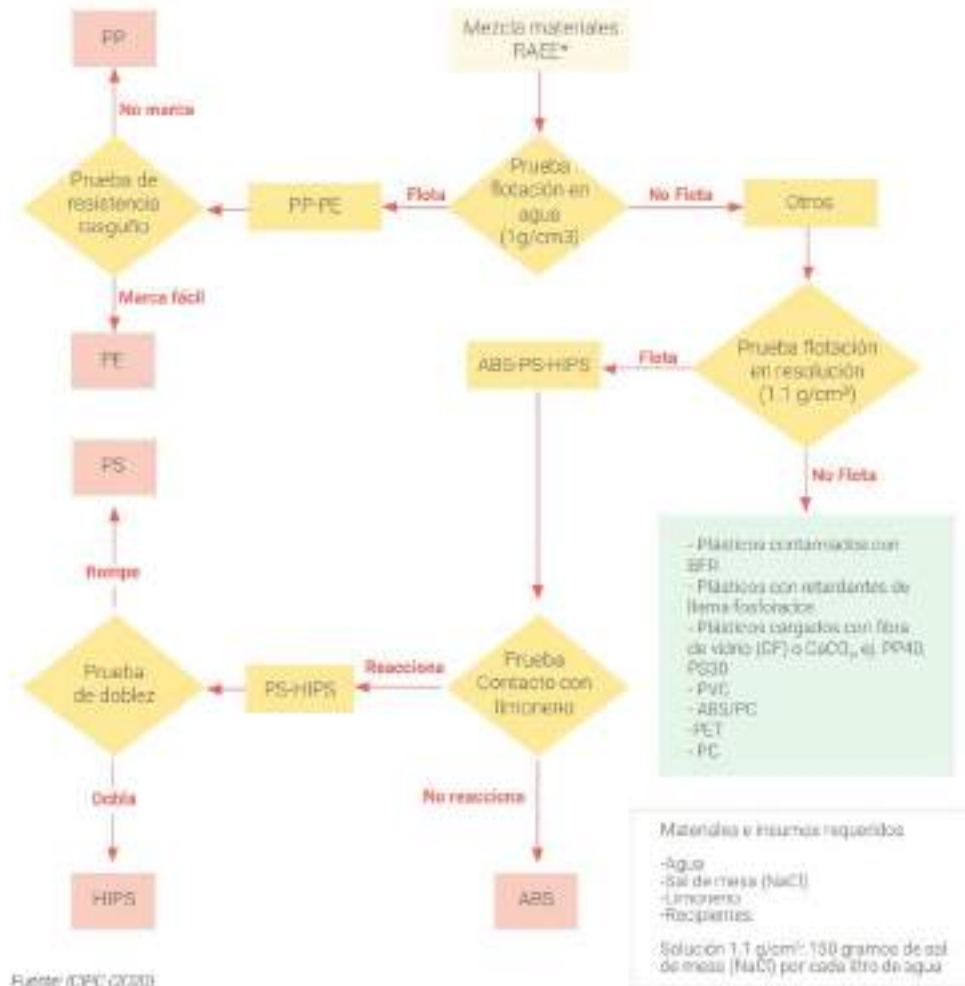 PP
Mezcla materiales
RAEE*
No marca
Prueba de
resistencia
rasguño
PP-PE
Flota
Prueba
flotación en
agua
(1g/cm3)
No Flota
Otros
Marca fácil
PE
ABS-PS-HIPS
Flota
Prueba flotación
en resolución
(1.1 g/cm³)
No Flota
PS
Rompe
- Plásticos contamiados con
BFR
- Plásticos con retardantes de
llama fosforados
- Plásticos cargados con fibra
de vidrio (GF) o CaCO₃, ej. PP40,
PS30
- PVC
- ABS/PC
-PET
- PC
Prueba
de doblez
PS-HIPS
Reacciona
Prueba
Contacto con
limoneno
Dobla
No reacciona
HIPS
ABS
Materiales e insumos requeridos
-Agua
-Sal de mesa (NaCl)
-Limoneno
-Recipientes
Solución 1,1 g/cm³: 150 gramos de sal
de mesa (NaCl) por cada litro de agua
Fuente: (2020)